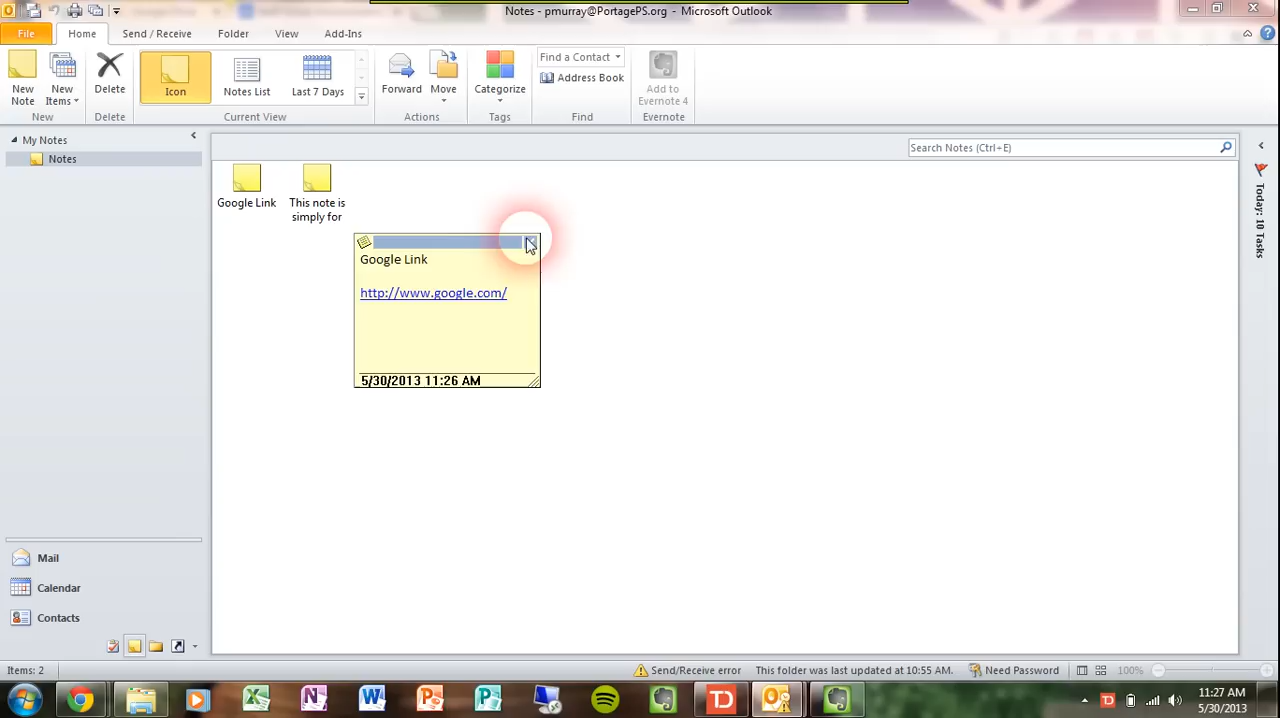 Notes - pmurray@PortagePS.org - Microsoft Outlook
File Home Send / Receive Folder View Add-Ins
New Note
New Items
Delete
Icon
Notes List
Last 7 Days
Forward
Move
Categorize
Find a Contact
Address Book
Add to Evernote 4
New Delete Current View Actions Tags Find Evernote
My Notes
Notes
Search Notes (Ctrl+E)
Google Link
This note is
simply for
Google Link
http://www.google.com/
5/30/2013 11:26 AM
Today: 10 Tasks
Mail
Calendar
Contacts
Items: 2
Send/Receive error This folder was last updated at 10:55 AM. Need Password 100%
11:27 AM
5/30/2013